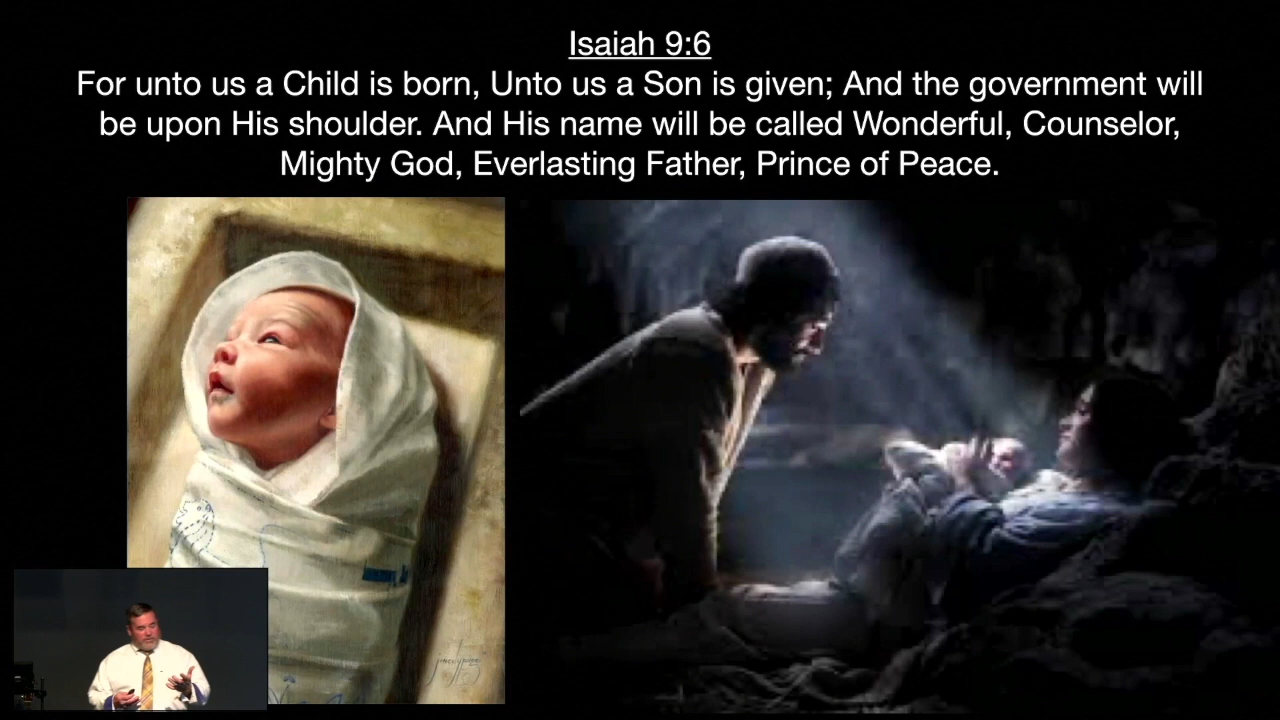 Isaiah 9:6
For unto us a Child is born, Unto us a Son is given; And the government will
be upon His shoulder. And His name will be called Wonderful, Counselor,
Mighty God, Everlasting Father, Prince of Peace.